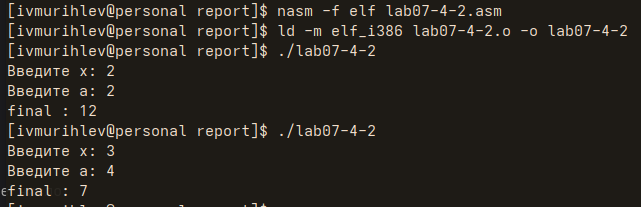 [ivmurihlev@personal report]$ nasm -f elf lab07-4-2.asm
[ivmurihlev@personal report]$ ld -m elf_i386 lab07-4-2.o -o lab07-4-2
[ivmurihlev@personal report]$ ./lab07-4-2
Введите x: 2
Введите a: 2
final : 12
[ivmurihlev@personal report]$ ./lab07-4-2
Введите x: 3
Введите a: 4
final : 7